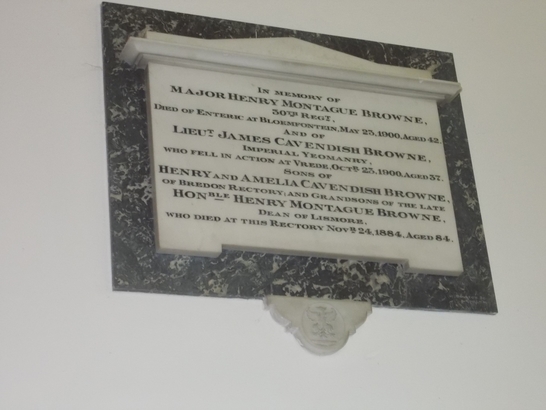 IN MEMORY OF
MAJOR HENRY MONTAGUE BROWNE,
50TH REGT,
DIED OF ENTERIC AT BLOEMFONTEIN, MAY 25, 1900, AGED 42.
AND OF
LIEUT JAMES CAVENDISH BROWNE,
IMPERIAL YEOMANRY,
WHO FELL IN ACTION AT VREDE, OCTR 25, 1900, AGED 37.
SONS OF
HENRY AND AMELIA CAVENDISH BROWNE,
OF BREDON RECTORY; AND GRANDSONS OF THE LATE
HONBLE HENRY MONTAGUE BROWNE,
DEAN OF LISMORE,
WHO DIED AT THIS RECTORY NOVR 24, 1884. AGED 84.